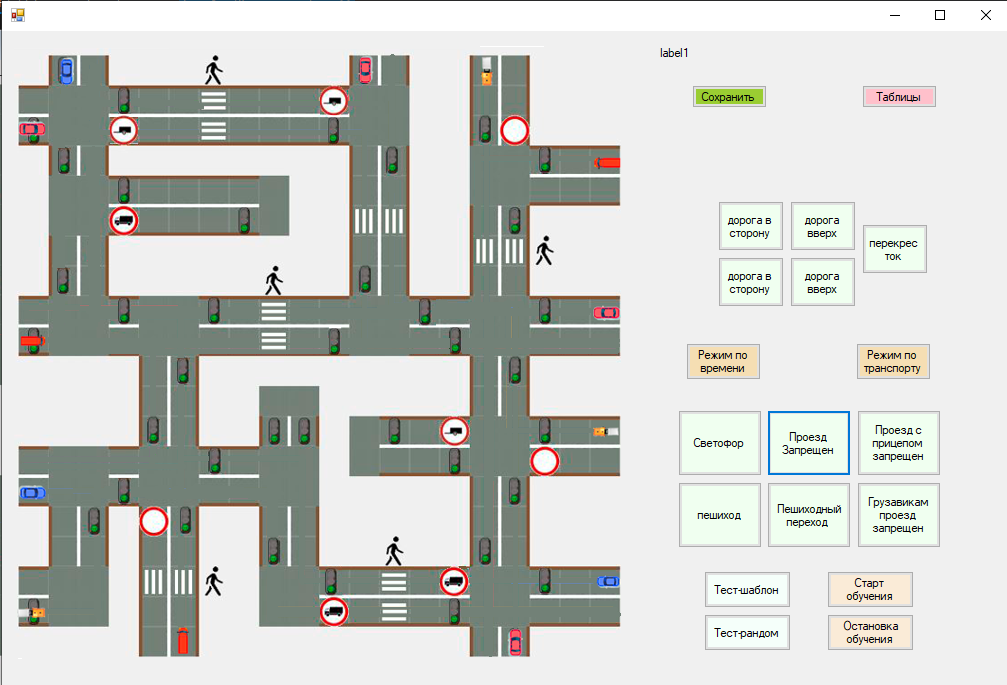 label1
Сохранить
Таблицы
дорога в
сторону
дорога
вверх
перекрес
ток
дорога в
сторону
дорога
вверх
Режим по
времени
Режим по
транспорту
Светофор
Проезд
Запрещен
Проезд с
прицепом
запрещен
пешиход
Пешиходный
переход
Грузавикам
проезд
запрещен
Тест-шаблон
Старт
обучения
Тест-рандом
Остановка
обучения